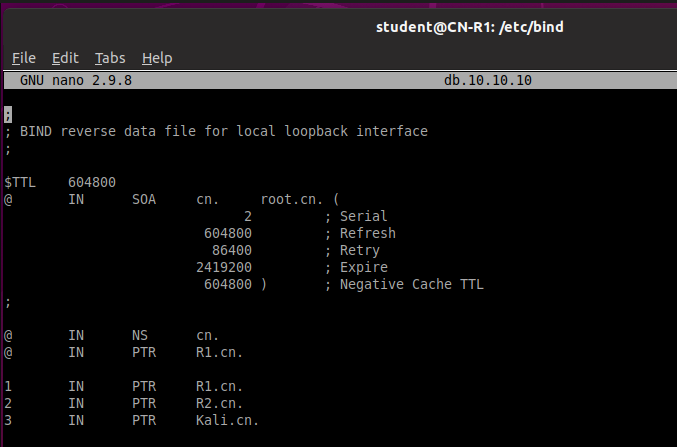 student@CN-R1: /etc/bind
File Edit Tabs Help
GNU nano 2.9.8 db.10.10.10
;
; BIND reverse data file for local loopback interface
;
$TTL 604800
@ IN SOA cn. root.cn. (
2 ; Serial
604800 ; Refresh
86400 ; Retry
2419200 ; Expire
604800 ) ; Negative Cache TTL
;
@ IN NS cn.
@ IN PTR R1.cn.
1 IN PTR R1.cn.
2 IN PTR R2.cn.
3 IN PTR Kali.cn.